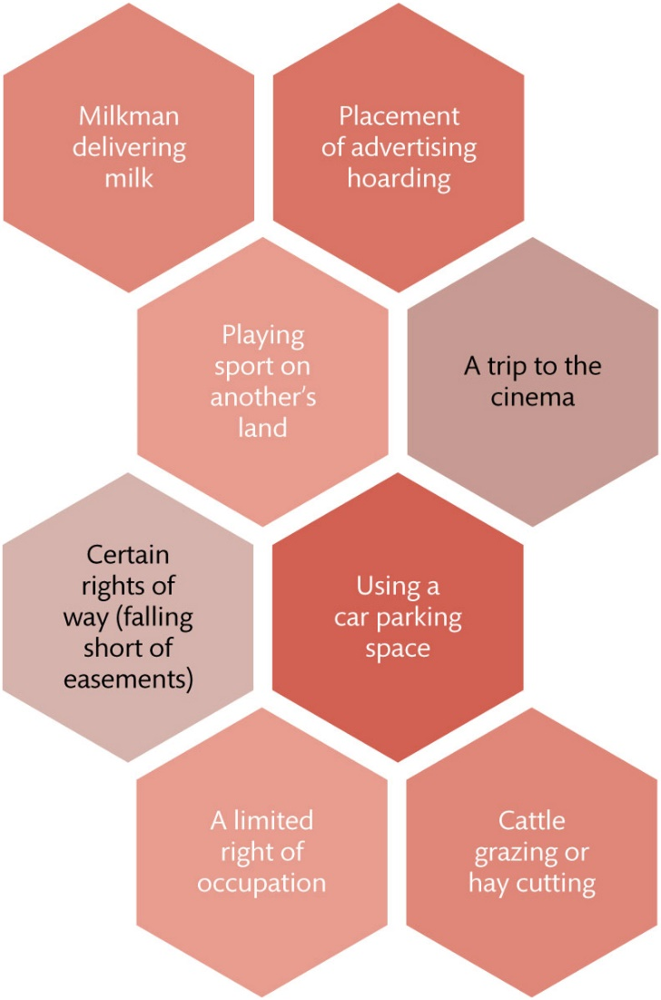 Milkman
delivering
milk
Placement
of advertising
hoarding
Playing
sport on
another’s
land
A trip to the
cinema
Certain
rights of
way (falling
short of
easements)
Using a
car parking
space
A limited
right of
occupation
Cattle
grazing or
hay cutting